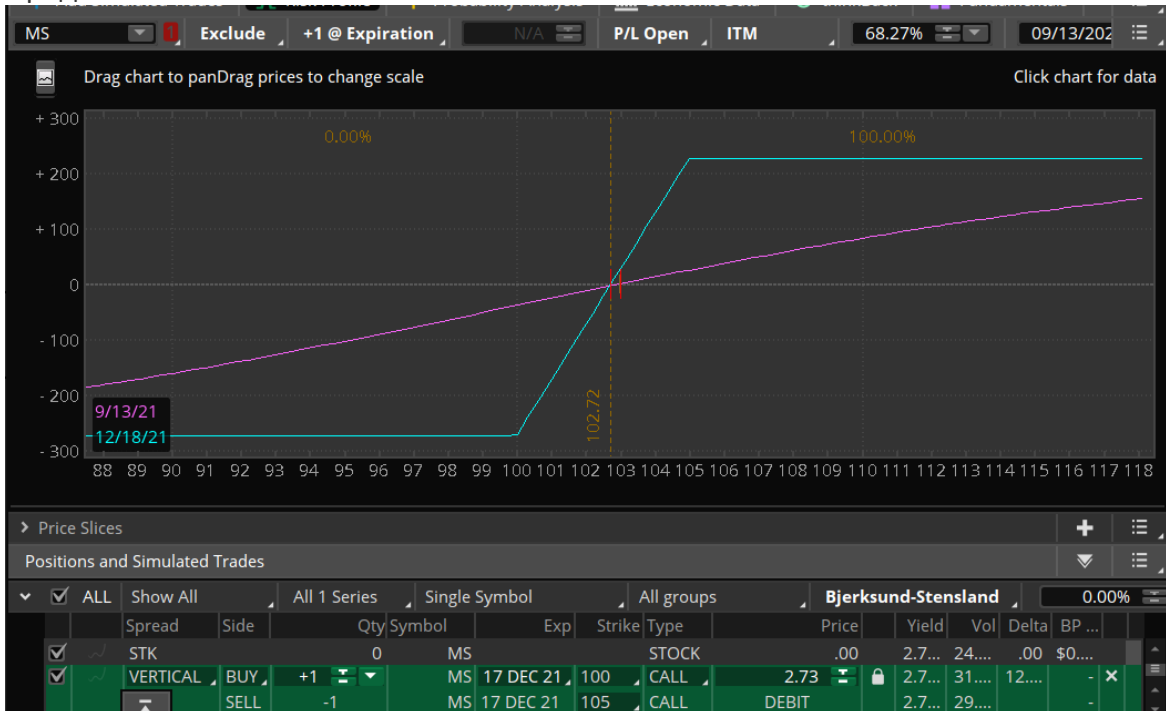 MS 1 Exclude +1 @ Expiration N/A P/L Open ITM 68.27% 09/13/202
Drag chart to panDrag prices to change scale Click chart for data
+ 300
0.00% 100.00%
+ 200
+ 100
0
- 100
- 200
102.72
9/13/21
12/18/21
- 300
88 89 90 91 92 93 94 95 96 97 98 99 100 101 102 103 104 105 106 107 108 109 110 111 112 113 114 115 116 117 118
Price Slices
Positions and Simulated Trades
ALL Show All All 1 Series Single Symbol All groups Bjerksund-Stensland 0.00%
Spread Side Qty Symbol Exp Strike Type Price Yield Vol Delta BP ...
STK 0 MS STOCK .00 2.7... 24.... .00 $0....
VERTICAL BUY +1 MS 17 DEC 21 100 CALL 2.73 2.7... 31.... 12.... - X
SELL -1 MS 17 DEC 21 105 CALL DEBIT 2.7... 29.... -